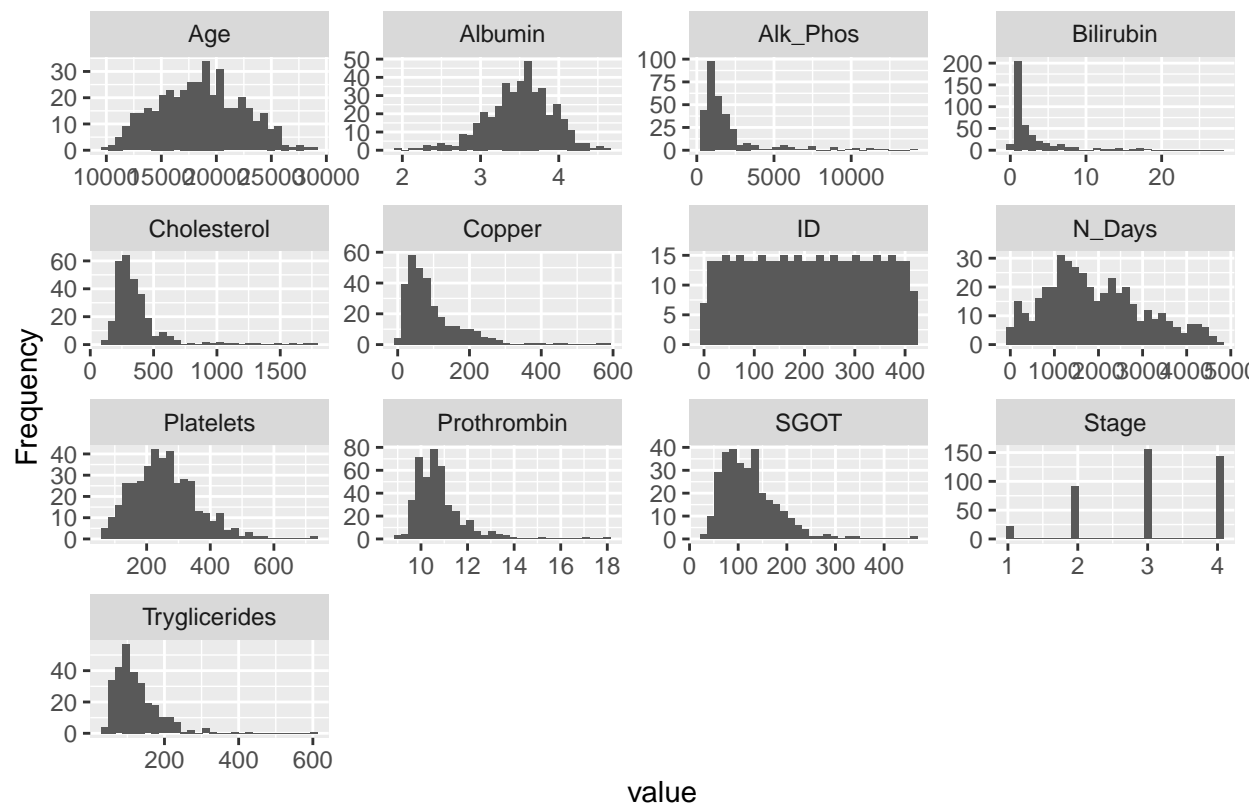 Age Albumin Alk_Phos Bilirubin
30 20 10 0
50 40 30 20 10 0
100 75 50 25 0
200 150 100 50 0
10000 15000 20000 25000 30000
2 3 4
0 5000 10000
0 10 20
Cholesterol Copper ID N_Days
60 40 20 0
60 40 20 0
15 10 5 0
30 20 10 0
0 500 1000 1500
0 200 400 600
0 100 200 300 400
0 1000 2000 3000 4000 5000
Platelets Prothrombin SGOT Stage
40 30 20 10 0
80 60 40 20 0
40 30 20 10 0
150 100 50 0
200 400 600
10 12 14 16 18
0 100 200 300 400
1 2 3 4
Tryglicerides
40 20 0
200 400 600
Frequency
value